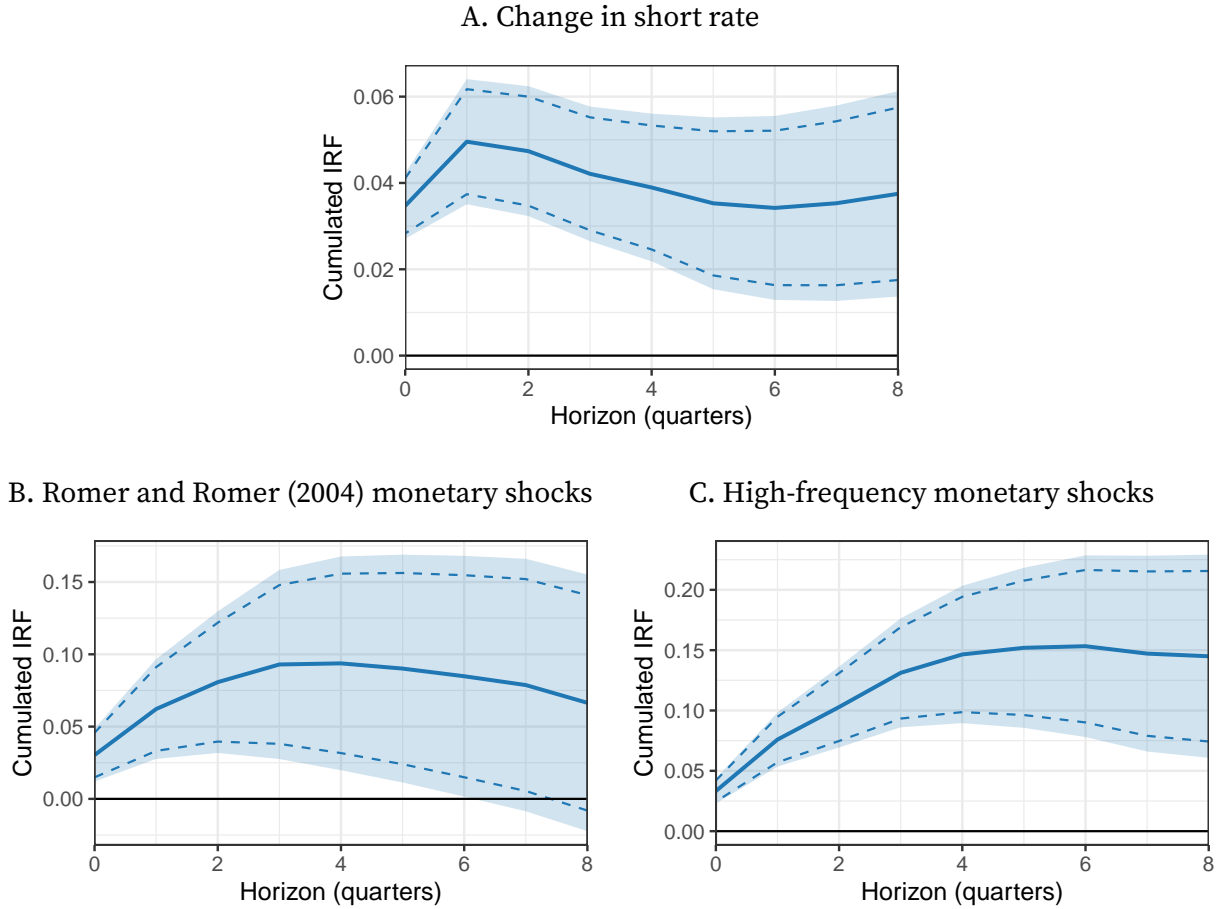 A. Change in short rate
Cumulated IRF
0.06
0.04
0.02
0.00
0 2 4 6 8
Horizon (quarters)
B. Romer and Romer (2004) monetary shocks
Cumulated IRF
0.15
0.10
0.05
0.00
0 2 4 6 8
Horizon (quarters)
C. High-frequency monetary shocks
Cumulated IRF
0.20
0.15
0.10
0.05
0.00
0 2 4 6 8
Horizon (quarters)